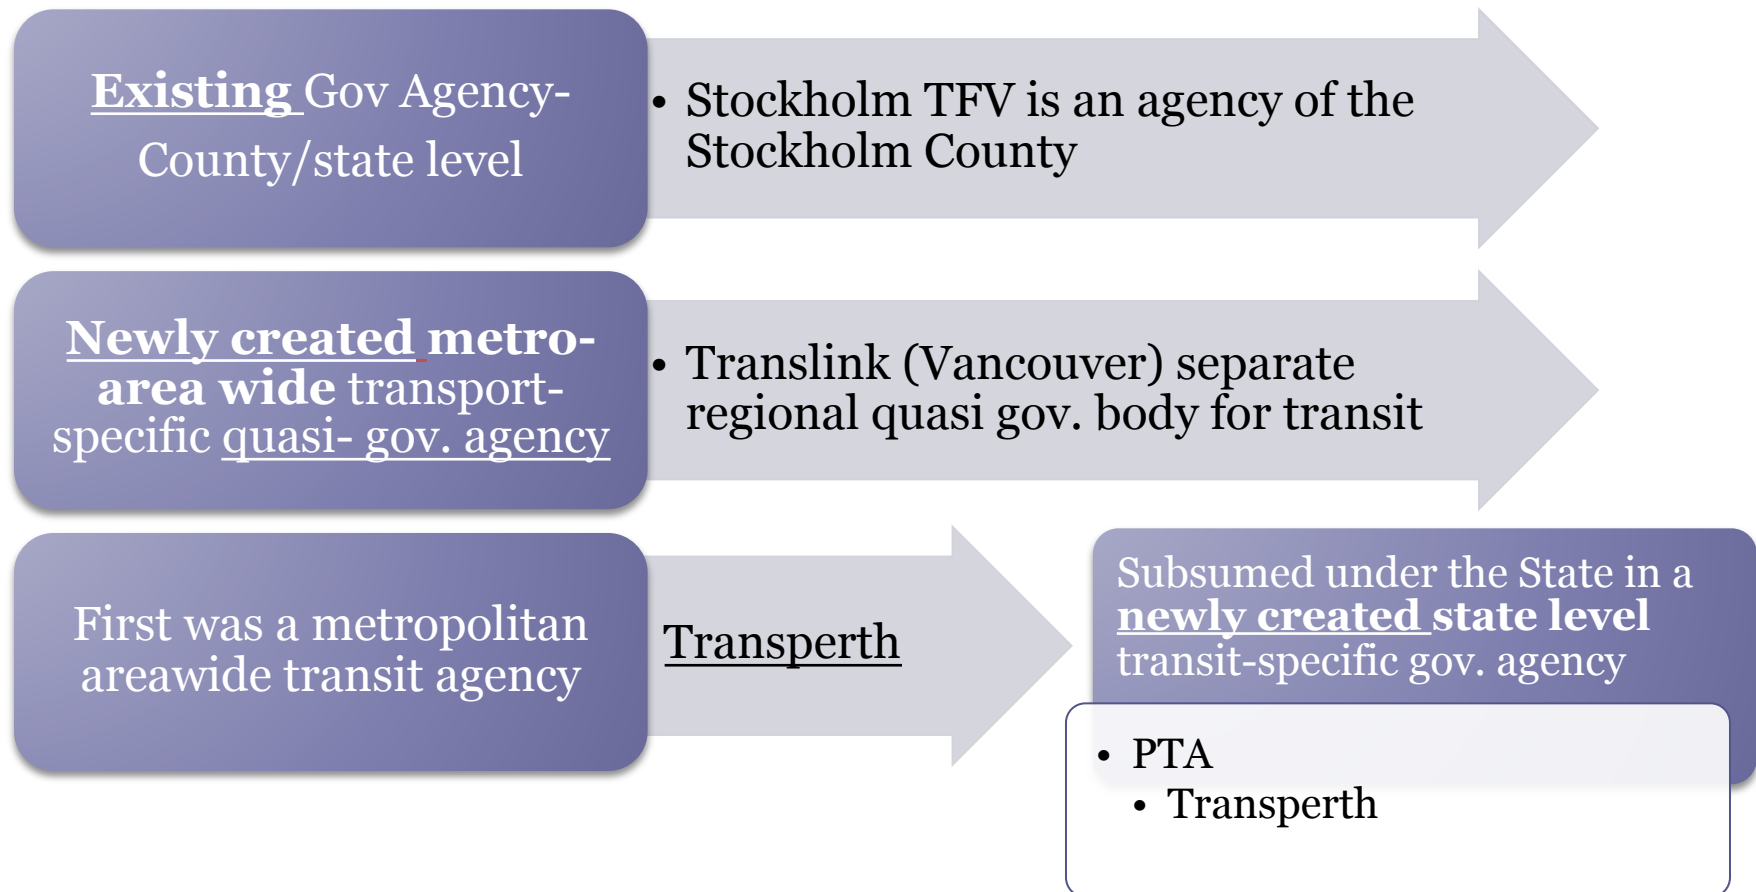 Existing Gov Agency-
County/state level
• Stockholm TFV is an agency of the
Stockholm County
Newly created metro-
area wide transport-
specific quasi- gov. agency
• Translink (Vancouver) separate
regional quasi gov. body for transit
First was a metropolitan
areawide transit agency
Transperth
Subsumed under the State in a
newly created state level
transit-specific gov. agency
• PTA
• Transperth